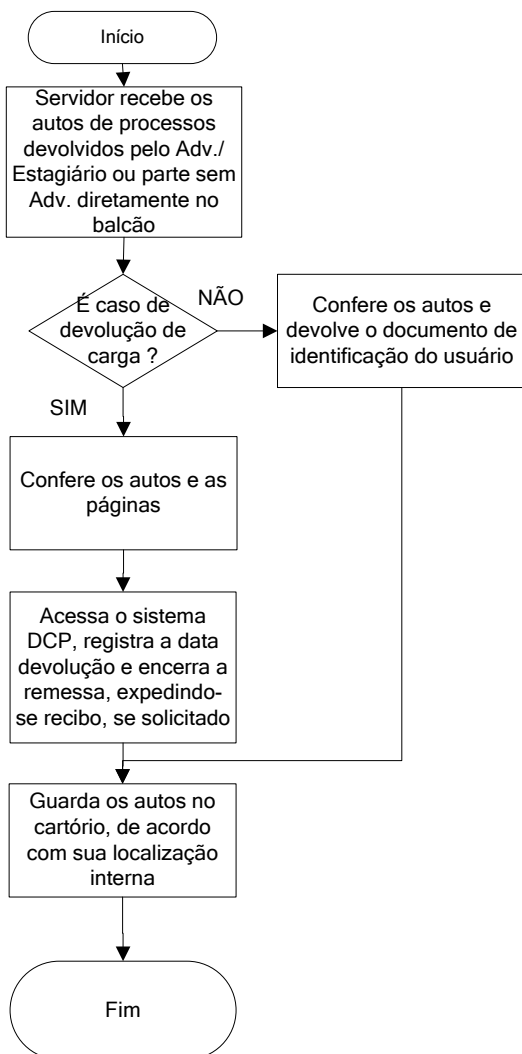 Início
Servidor recebe os
autos de processos
devolvidos pelo Adv./
Estagiário ou parte sem
Adv. diretamente no
balcão
É caso de
devolução de
carga ?
NÃO
Confere os autos e
devolve o documento de
identificação do usuário
SIM
Confere os autos e as
páginas
Acessa o sistema
DCP, registra a data
devolução e encerra a
remessa, expedindo-
se recibo, se solicitado
Guarda os autos no
cartório, de acordo
com sua localização
interna
Fim